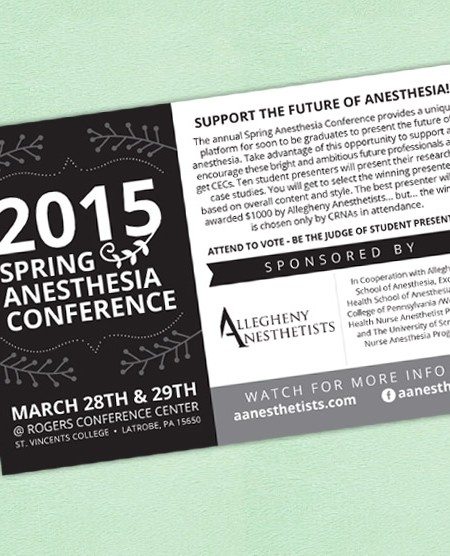 2015
SPRING
ANESTHESIA
CONFERENCE
MARCH 28TH & 29TH
@ ROGERS CONFERENCE CENTER
ST. VINCENTS COLLEGE • LATROBE, PA 15650
SUPPORT THE FUTURE OF ANESTHESIA!
The annual Spring Anesthesia Conference provides a uniqu
platform for soon to be graduates to present the future of
anesthesia. Take advantage of this opportunity to support a
encourage these bright and ambitious future professionals a
get CECs. Ten student presenters will present their research
case studies. You will get to select the winning presente
based on overall content and style. The best presenter will
awarded $1000 by Allegheny Anesthetists... but... the win
is chosen only by CRNAs in attendance.
ATTEND TO VOTE - BE THE JUDGE OF STUDENT PRESENT
SPONSORED BY
ALLEGHENY
ANESTHETISTS
In Cooperation with Allegh
School of Anesthesia, Exc
Health School of Anesthesia
College of Pennsylvania /We
Health Nurse Anesthetist P
and The University of Scr
Nurse Anesthesia Prog
WATCH FOR MORE INFO
aanesthetists.com f aanesth